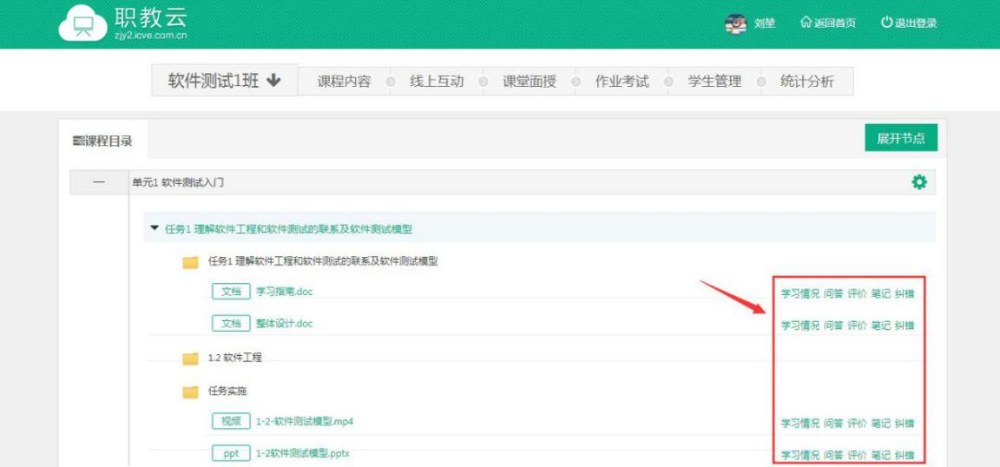 职教云
zjy2.icve.com.cn
刘堃 返回首页 退出登录
软件测试1班 课程内容 线上互动 课堂面授 作业考试 学生管理 统计分析
课程目录 展开节点
单元1 软件测试入门
任务1 理解软件工程和软件测试的联系及软件测试模型
任务1 理解软件工程和软件测试的联系及软件测试模型
文档 学习指南.doc 学习情况 问答 评价 笔记 纠错
文档 整体设计.doc 学习情况 问答 评价 笔记 纠错
1.2 软件工程
任务实施
视频 1-2-软件测试模型.mp4 学习情况 问答 评价 笔记 纠错
ppt 1-2软件测试模型.pptx 学习情况 问答 评价 笔记 纠错